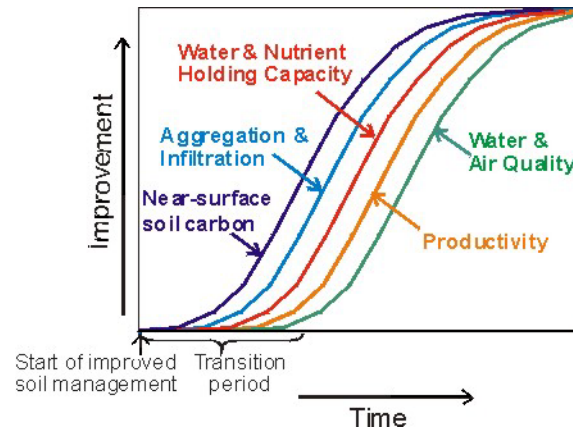 Improvement
Water & Nutrient
Holding Capacity
Aggregation &
Infiltration
Water &
Air Quality
Near-surface
soil carbon
Productivity
Start of improved
soil management
Transition
period
Time